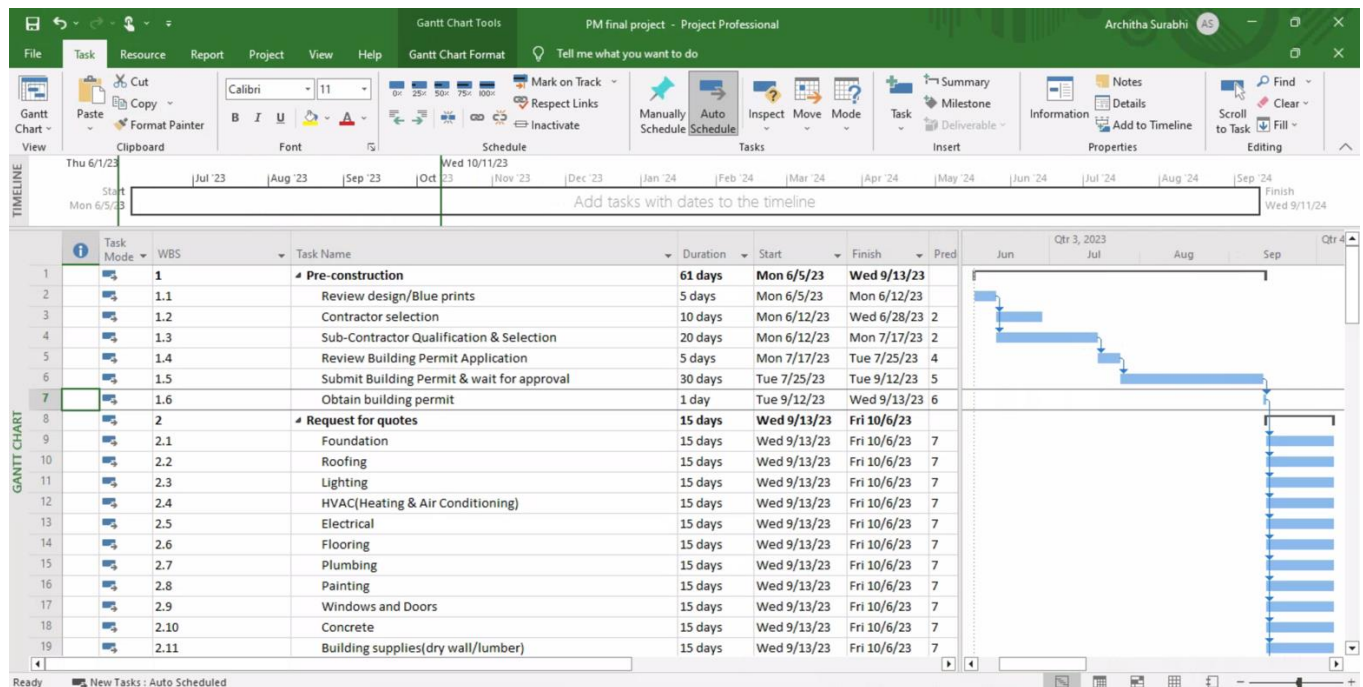 Gantt Chart Tools PM final project - Project Professional Architha Surabhi AS
File Task Resource Report Project View Help Gantt Chart Format Tell me what you want to do
Gantt Chart
View
Paste
Cut
Copy
Format Painter
Clipboard
Calibri 11
B I U A
Font
0% 25% 50% 75% 100%
Mark on Track
Respect Links
Inactivate
Schedule
Manually Schedule
Auto Schedule
Inspect Move Mode
Tasks
Task
Summary
Milestone
Deliverable
Insert
Information
Notes
Details
Add to Timeline
Properties
Scroll to Task
Find
Clear
Fill
Editing
TIMELINE
Thu 6/1/23 Wed 10/11/23
Jul '23 Aug '23 Sep '23 Oct '23 Nov '23 Dec '23 Jan '24 Feb '24 Mar '24 Apr '24 May '24 Jun '24 Jul '24 Aug '24 Sep '24
Start
Mon 6/5/23
Add tasks with dates to the timeline
Finish
Wed 9/11/24
GANTT CHART
Task Mode WBS Task Name Duration Start Finish Pred
Qtr 3, 2023 Qtr 4
Jun Jul Aug Sep
1 1 Pre-construction 61 days Mon 6/5/23 Wed 9/13/23
2 1.1 Review design/Blue prints 5 days Mon 6/5/23 Mon 6/12/23
3 1.2 Contractor selection 10 days Mon 6/12/23 Wed 6/28/23 2
4 1.3 Sub-Contractor Qualification & Selection 20 days Mon 6/12/23 Mon 7/17/23 2
5 1.4 Review Building Permit Application 5 days Mon 7/17/23 Tue 7/25/23 4
6 1.5 Submit Building Permit & wait for approval 30 days Tue 7/25/23 Tue 9/12/23 5
7 1.6 Obtain building permit 1 day Tue 9/12/23 Wed 9/13/23 6
8 2 Request for quotes 15 days Wed 9/13/23 Fri 10/6/23
9 2.1 Foundation 15 days Wed 9/13/23 Fri 10/6/23 7
10 2.2 Roofing 15 days Wed 9/13/23 Fri 10/6/23 7
11 2.3 Lighting 15 days Wed 9/13/23 Fri 10/6/23 7
12 2.4 HVAC(Heating & Air Conditioning) 15 days Wed 9/13/23 Fri 10/6/23 7
13 2.5 Electrical 15 days Wed 9/13/23 Fri 10/6/23 7
14 2.6 Flooring 15 days Wed 9/13/23 Fri 10/6/23 7
15 2.7 Plumbing 15 days Wed 9/13/23 Fri 10/6/23 7
16 2.8 Painting 15 days Wed 9/13/23 Fri 10/6/23 7
17 2.9 Windows and Doors 15 days Wed 9/13/23 Fri 10/6/23 7
18 2.10 Concrete 15 days Wed 9/13/23 Fri 10/6/23 7
19 2.11 Building supplies(dry wall/lumber) 15 days Wed 9/13/23 Fri 10/6/23 7
Ready New Tasks : Auto Scheduled